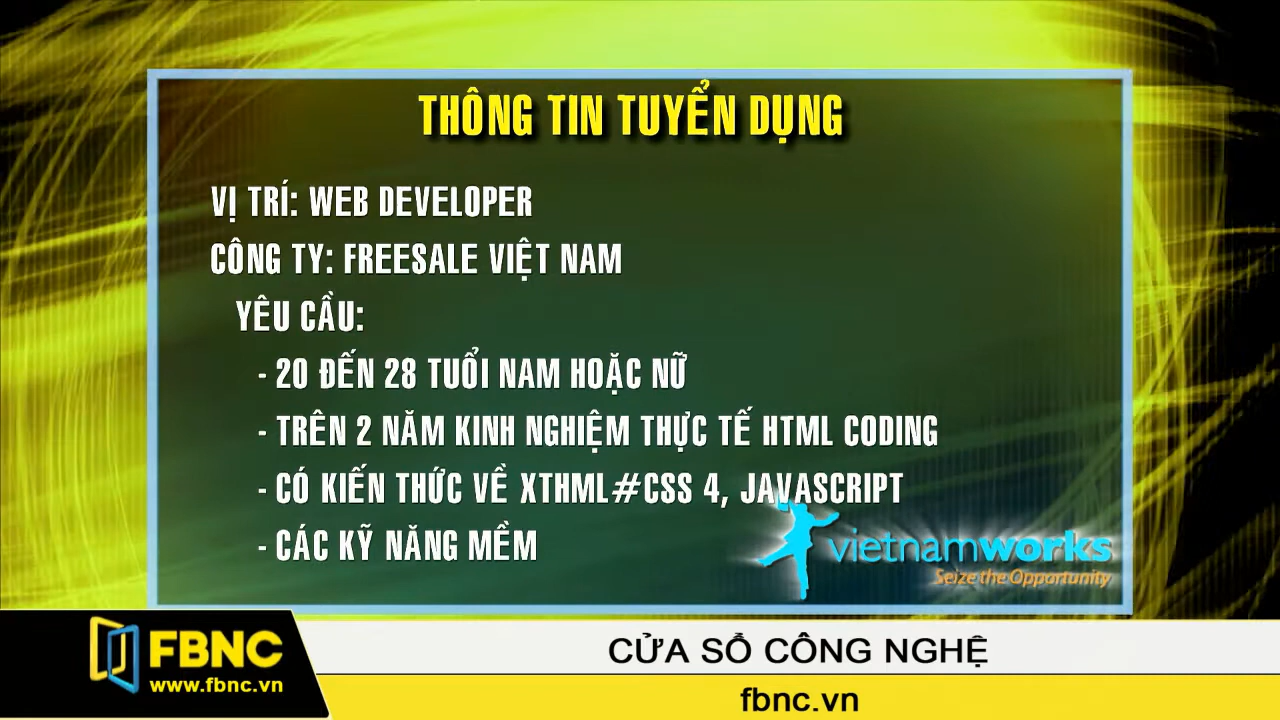 THÔNG TIN TUYỂN DỤNG
VỊ TRÍ: WEB DEVELOPER
CÔNG TY: FREESALE VIỆT NAM
YÊU CẦU:
- 20 ĐẾN 28 TUỔI NAM HOẶC NỮ
- TRÊN 2 NĂM KINH NGHIỆM THỰC TẾ HTML CODING
- CÓ KIẾN THỨC VỀ XTHML#CSS 4, JAVASCRIPT
- CÁC KỸ NĂNG MỀM
vietnamworks
Seize the Opportunity
FBNC
www.fbnc.vn
CỬA SỔ CÔNG NGHỆ
fbnc.vn